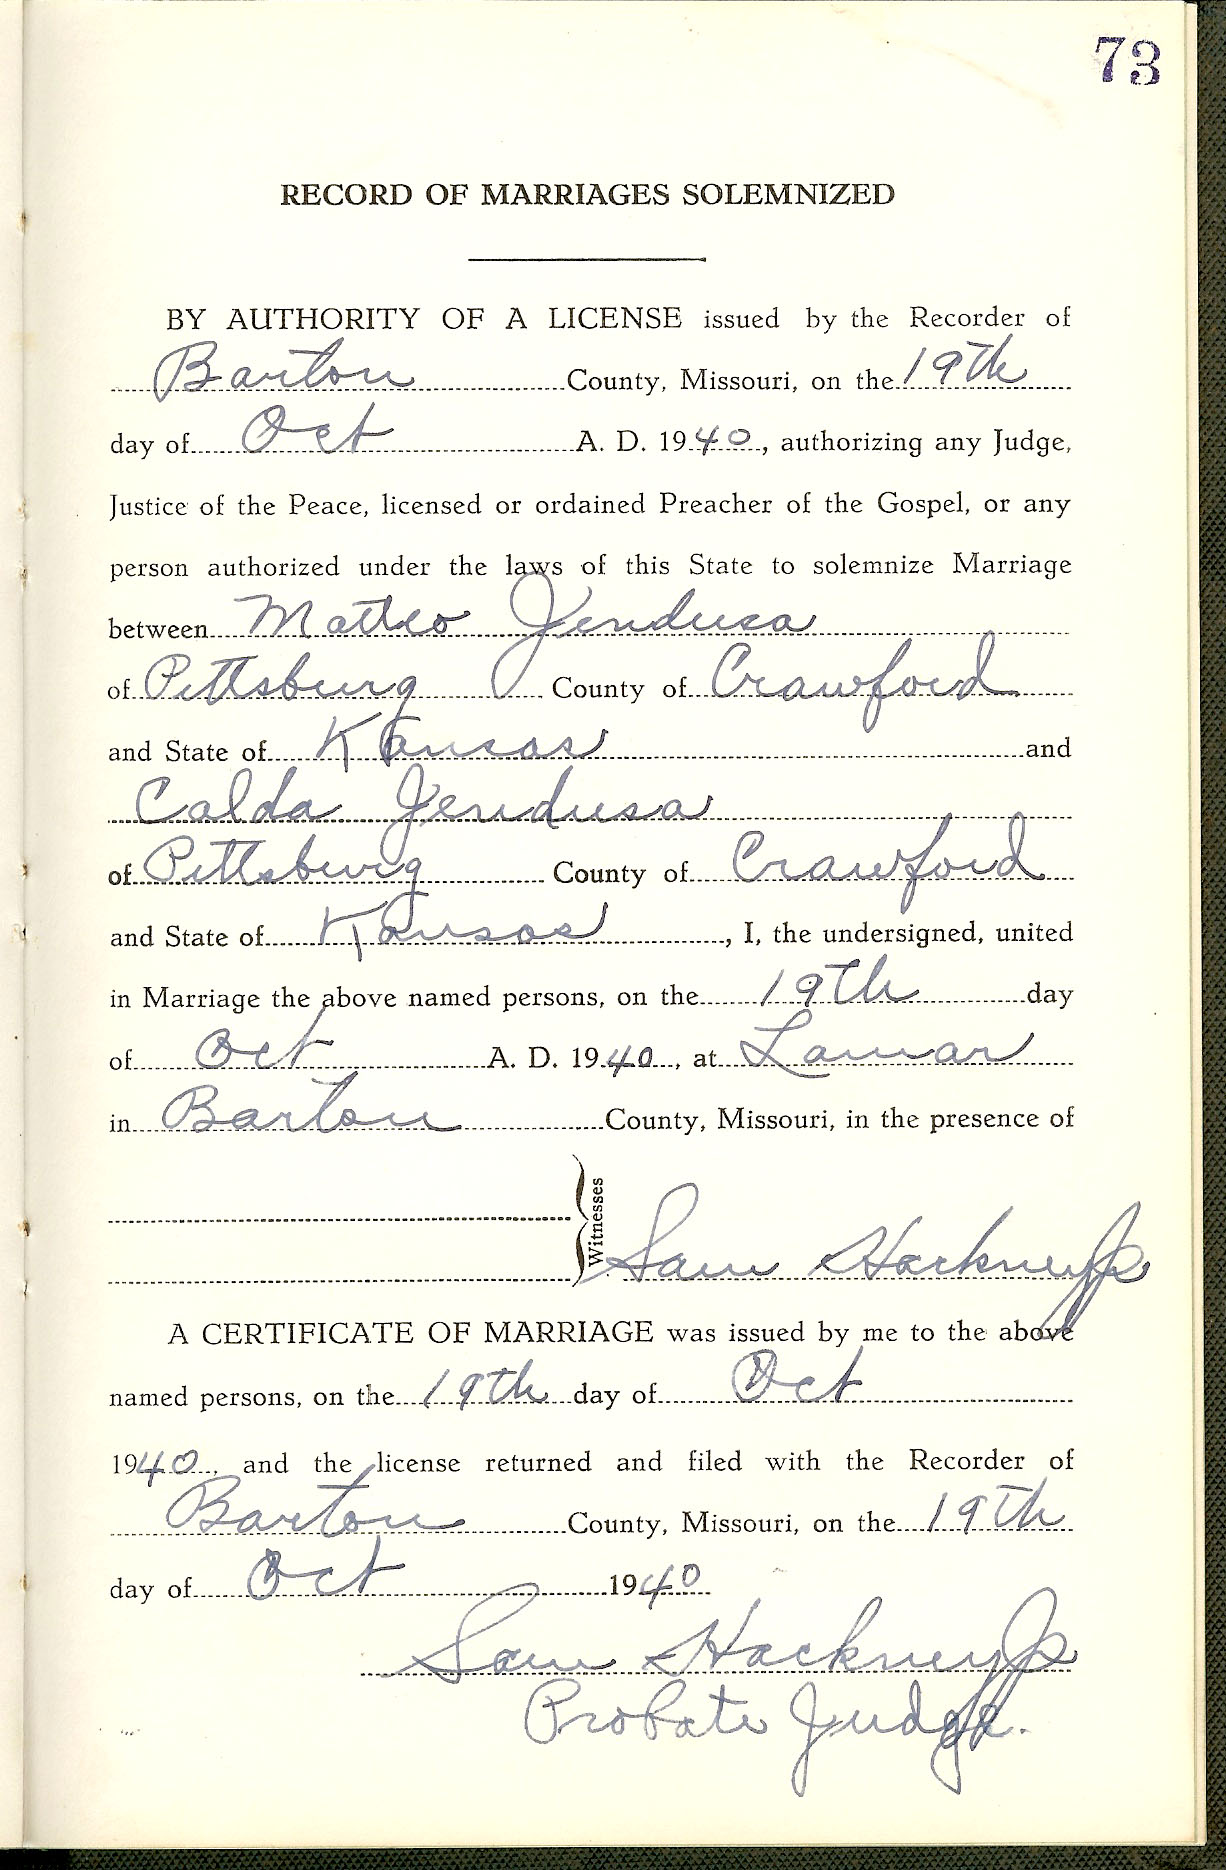 73
RECORD OF MARRIAGES SOLEMNIZED
BY AUTHORITY OF A LICENSE issued by the Recorder of
Barton County, Missouri, on the 19th
day of Oct A. D. 1940, authorizing any Judge,
Justice of the Peace, licensed or ordained Preacher of the Gospel, or any
person authorized under the laws of this State to solemnize Marriage
between Matteo Jendusa
of Pittsburg County of Crawford
and State of Kansas and
Calda Jendusa
of Pittsburg County of Crawford
and State of Kansas, I, the undersigned, united
in Marriage the above named persons, on the 19th day
of Oct A. D. 1940, at Lamar
in Barton County, Missouri, in the presence of
Witnesses
Sam Hackney Jp
A CERTIFICATE OF MARRIAGE was issued by me to the above
named persons, on the 19th day of Oct
1940, and the license returned and filed with the Recorder of
Barton County, Missouri, on the 19th
day of Oct 1940
Sam Hackney Jp
Probate Judge.